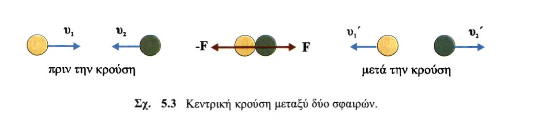 υ₁ υ₂ -F F υ₁´ υ₂´
πριν την κρούση μετά την κρούση
Σχ. 5.3 Κεντρική κρούση μεταξύ δύο σφαιρών.